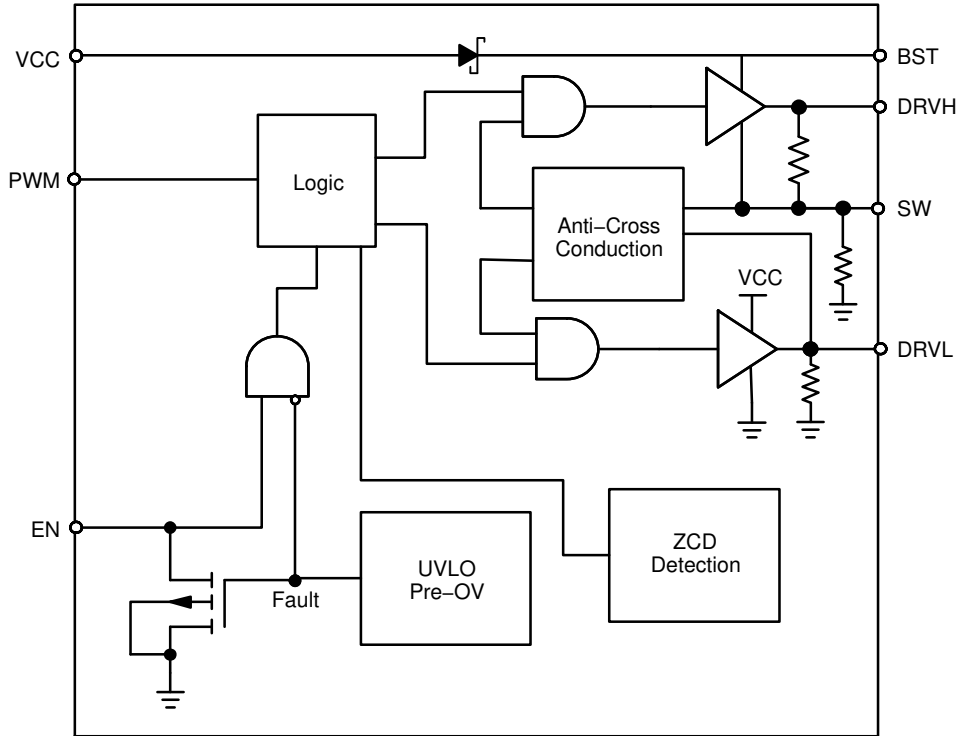 VCC
BST
DRVH
PWM
Logic
SW
Anti−Cross
Conduction
VCC
DRVL
EN
UVLO
Pre−OV
ZCD
Detection
Fault